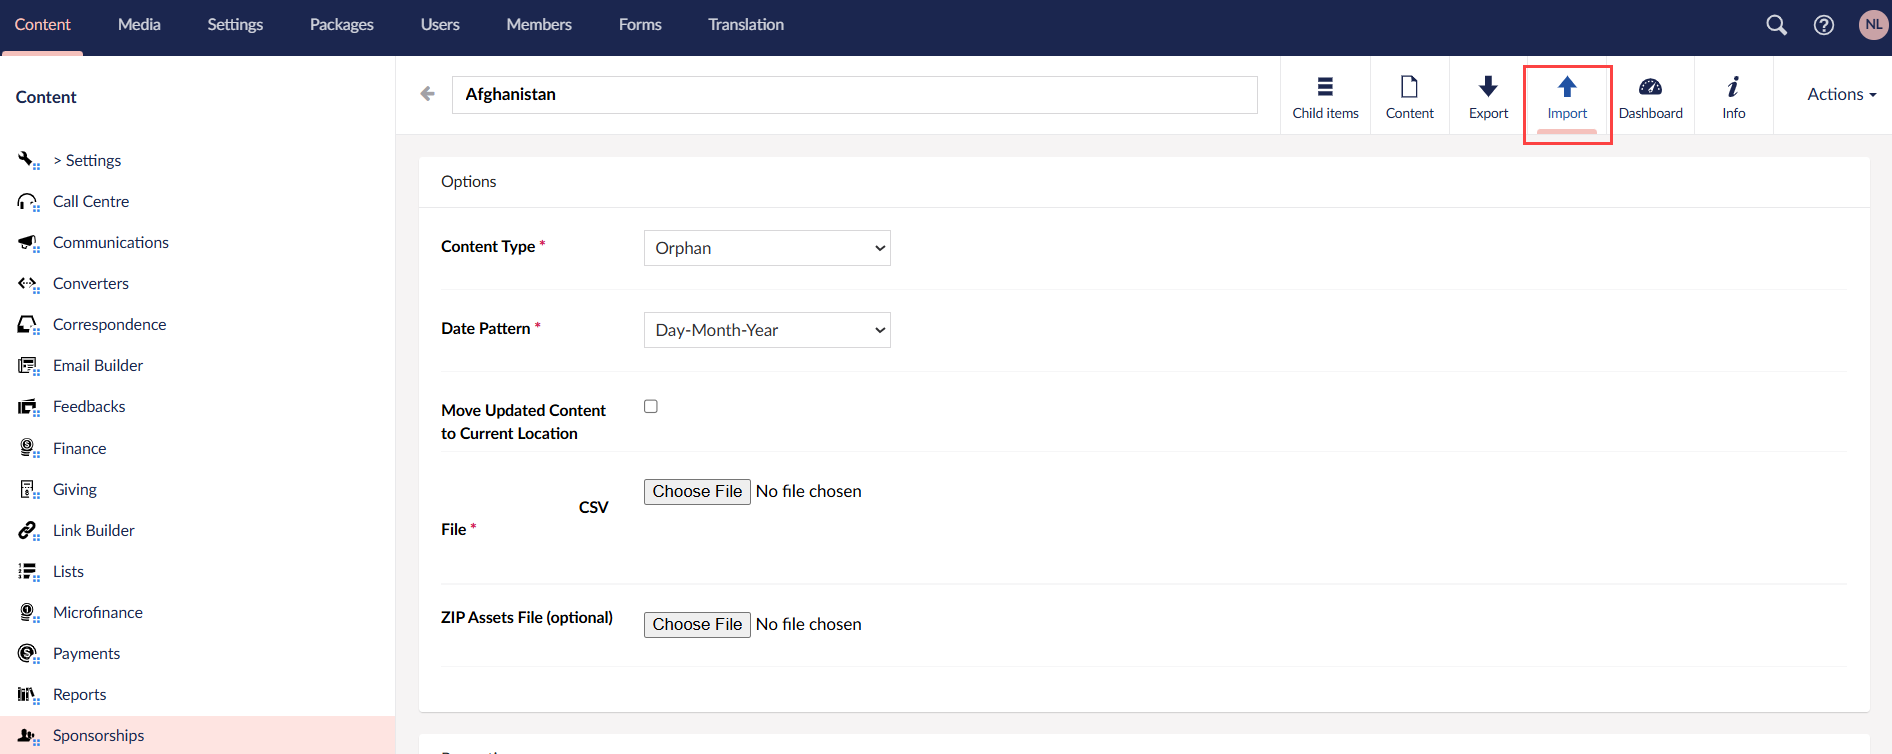 Content Media Settings Packages Users Members Forms Translation NL
Content
> Settings
Call Centre
Communications
Converters
Correspondence
Email Builder
Feedbacks
Finance
Giving
Link Builder
Lists
Microfinance
Payments
Reports
Sponsorships
Afghanistan
Child items Content Export Import Dashboard Info Actions
Options
Content Type * Orphan
Date Pattern * Day-Month-Year
Move Updated Content
to Current Location
Choose File No file chosen
CSV
File *
ZIP Assets File (optional) Choose File No file chosen